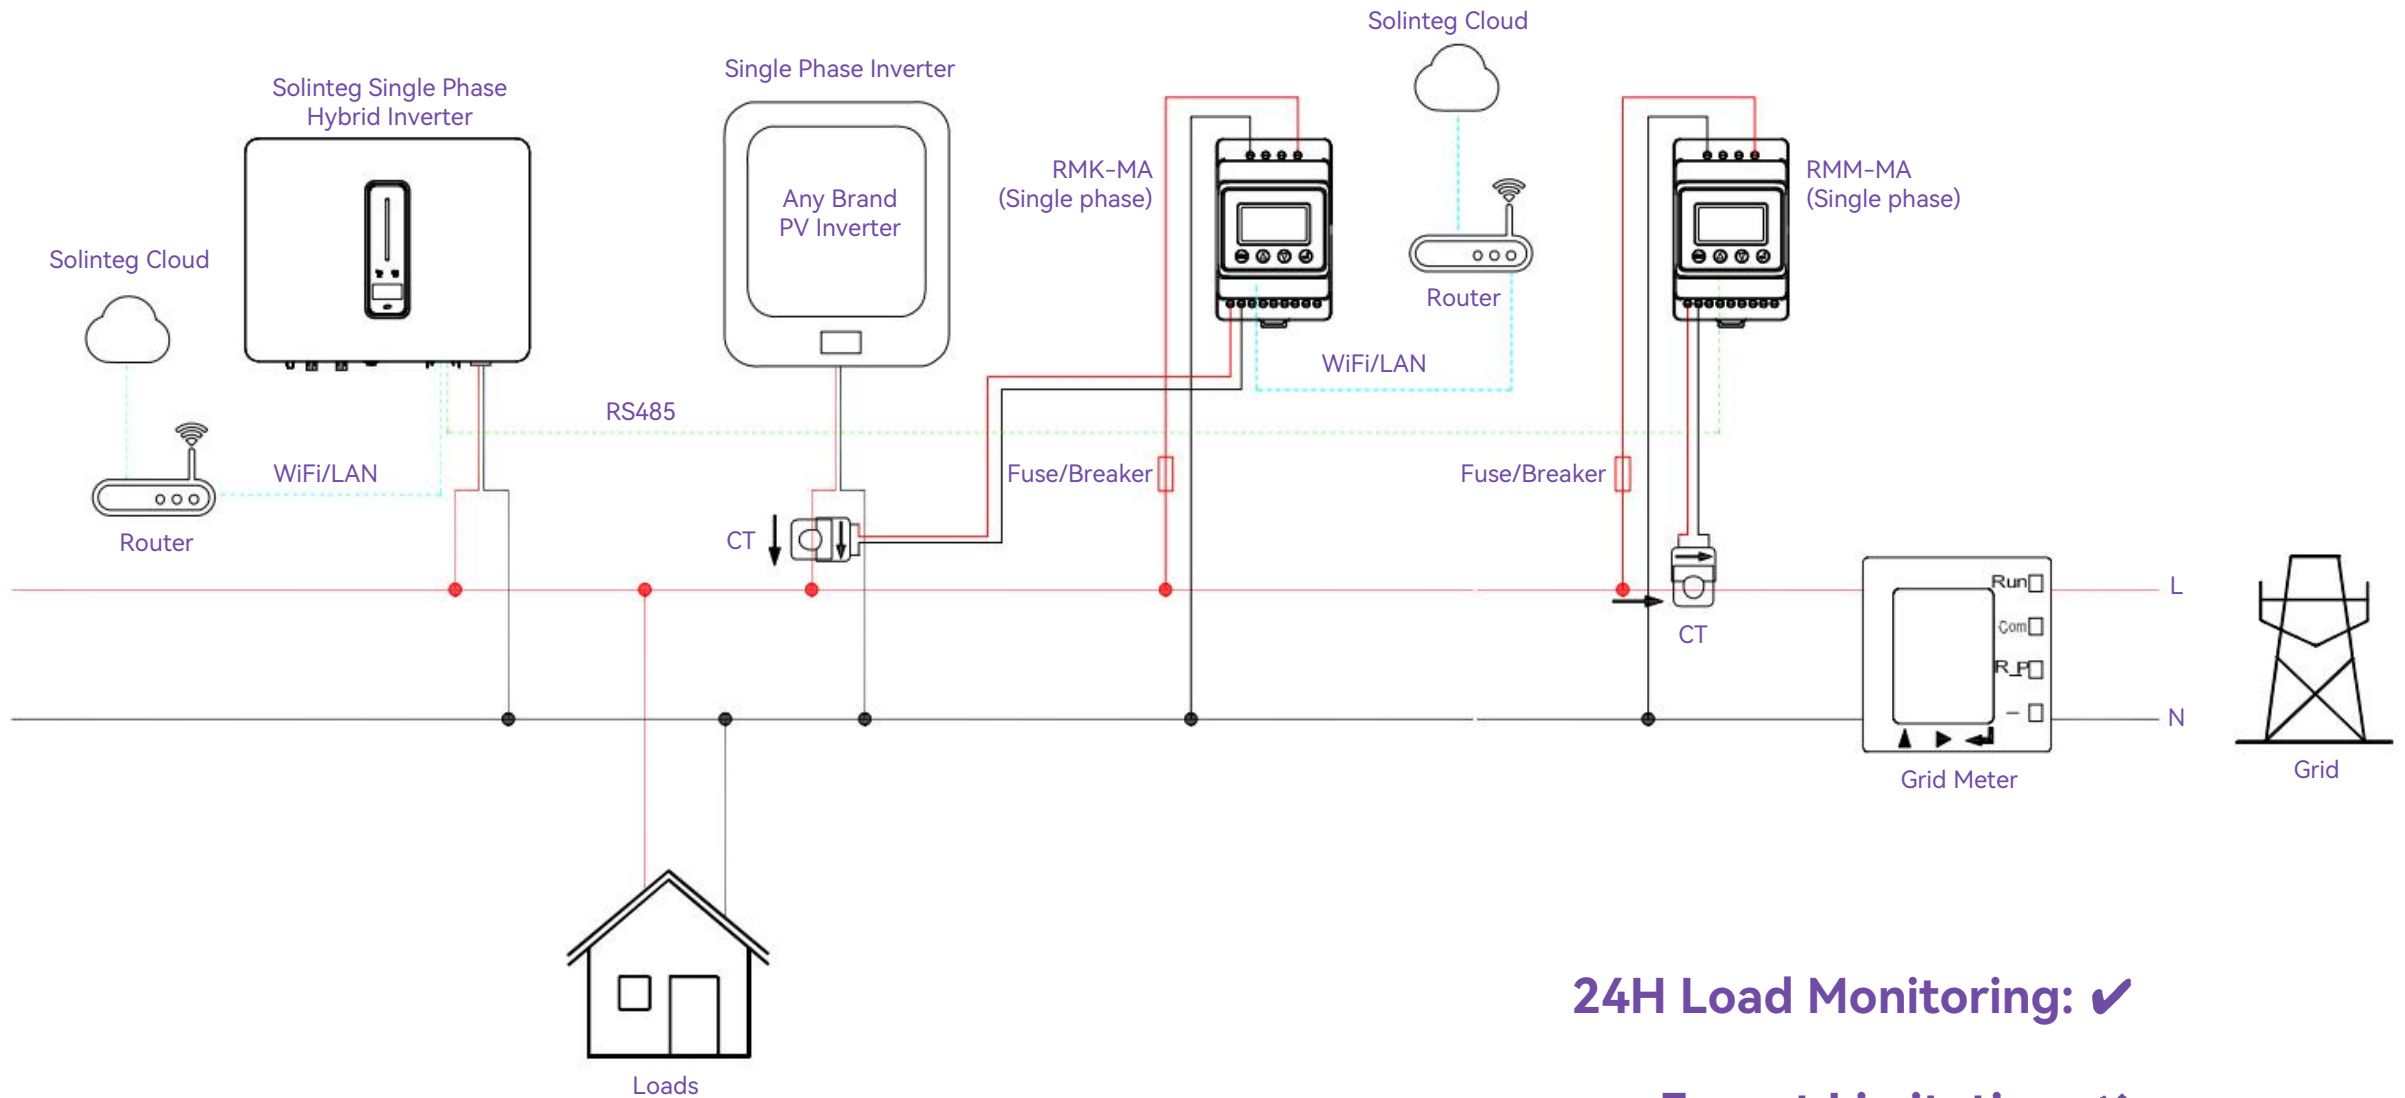 Solinteg Cloud
Single Phase Inverter
Solinteg Single Phase
Hybrid Inverter
RMK-MA
(Single phase)
RMM-MA
(Single phase)
Any Brand
PV Inverter
Solinteg Cloud
Router
WiFi/LAN
RS485
WiFi/LAN
Fuse/Breaker
Fuse/Breaker
Router
CT
CT
Run
Com
R_P
L
N
Grid Meter
Grid
24H Load Monitoring: ✔
Loads